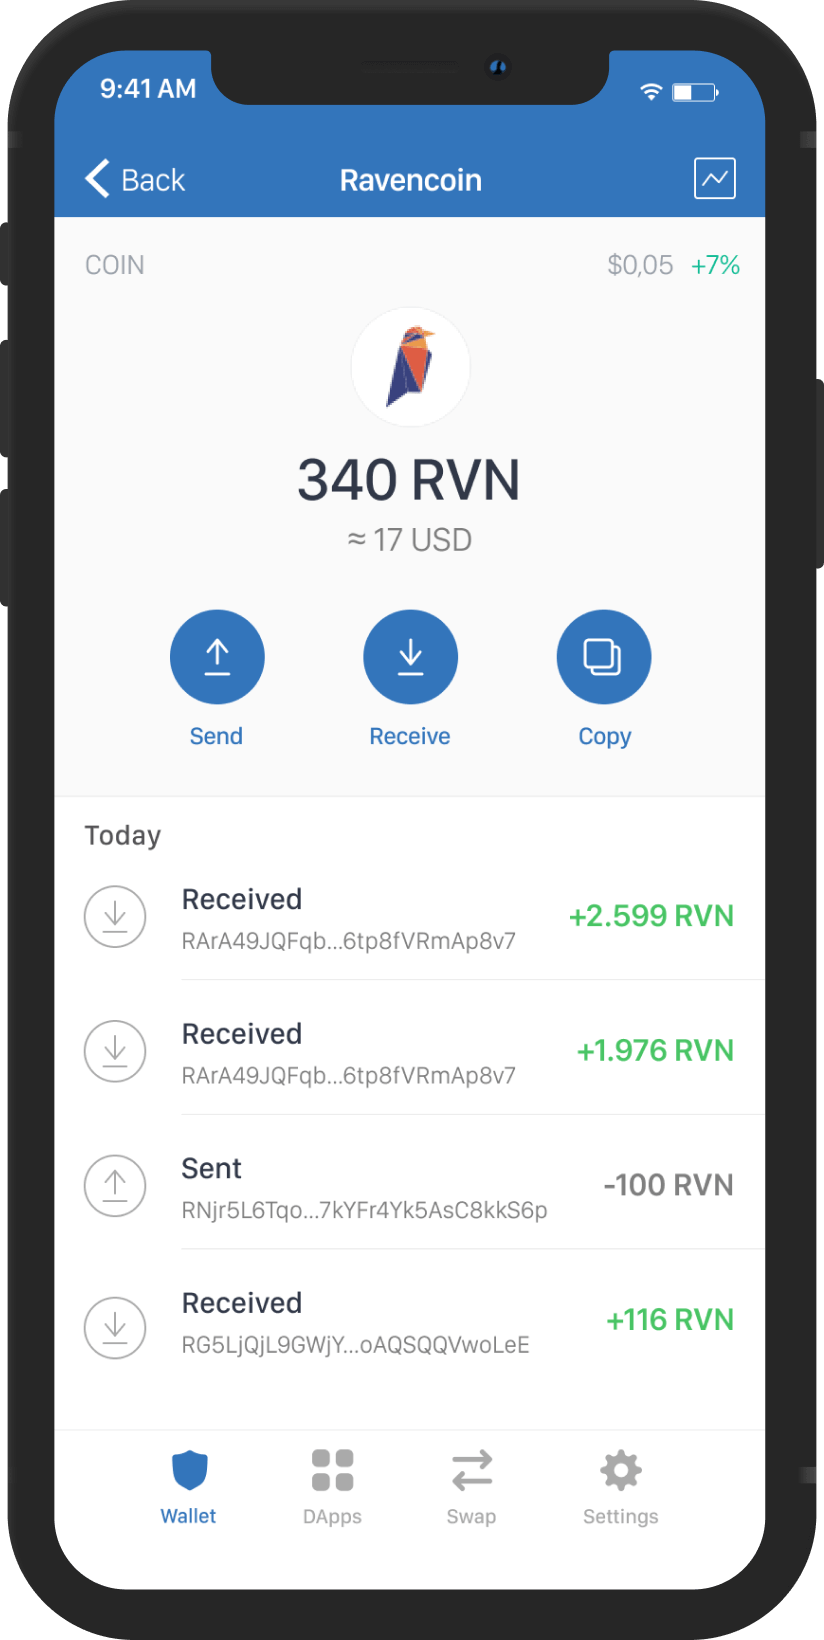 9:41 AM
Back
Ravencoin
COIN
$0,05 +7%
340 RVN
≈ 17 USD
Send
Receive
Copy
Today
Received
+2.599 RVN
RArA49JQFqb...6tp8fVRmAp8v7
Received
+1.976 RVN
RArA49JQFqb...6tp8fVRmAp8v7
Sent
-100 RVN
RNjr5L6Tqo...7kYFr4Yk5AsC8kkS6p
Received
+116 RVN
RG5LjQjL9GWjY...oAQSQQVwoLeE
Wallet
DApps
Swap
Settings